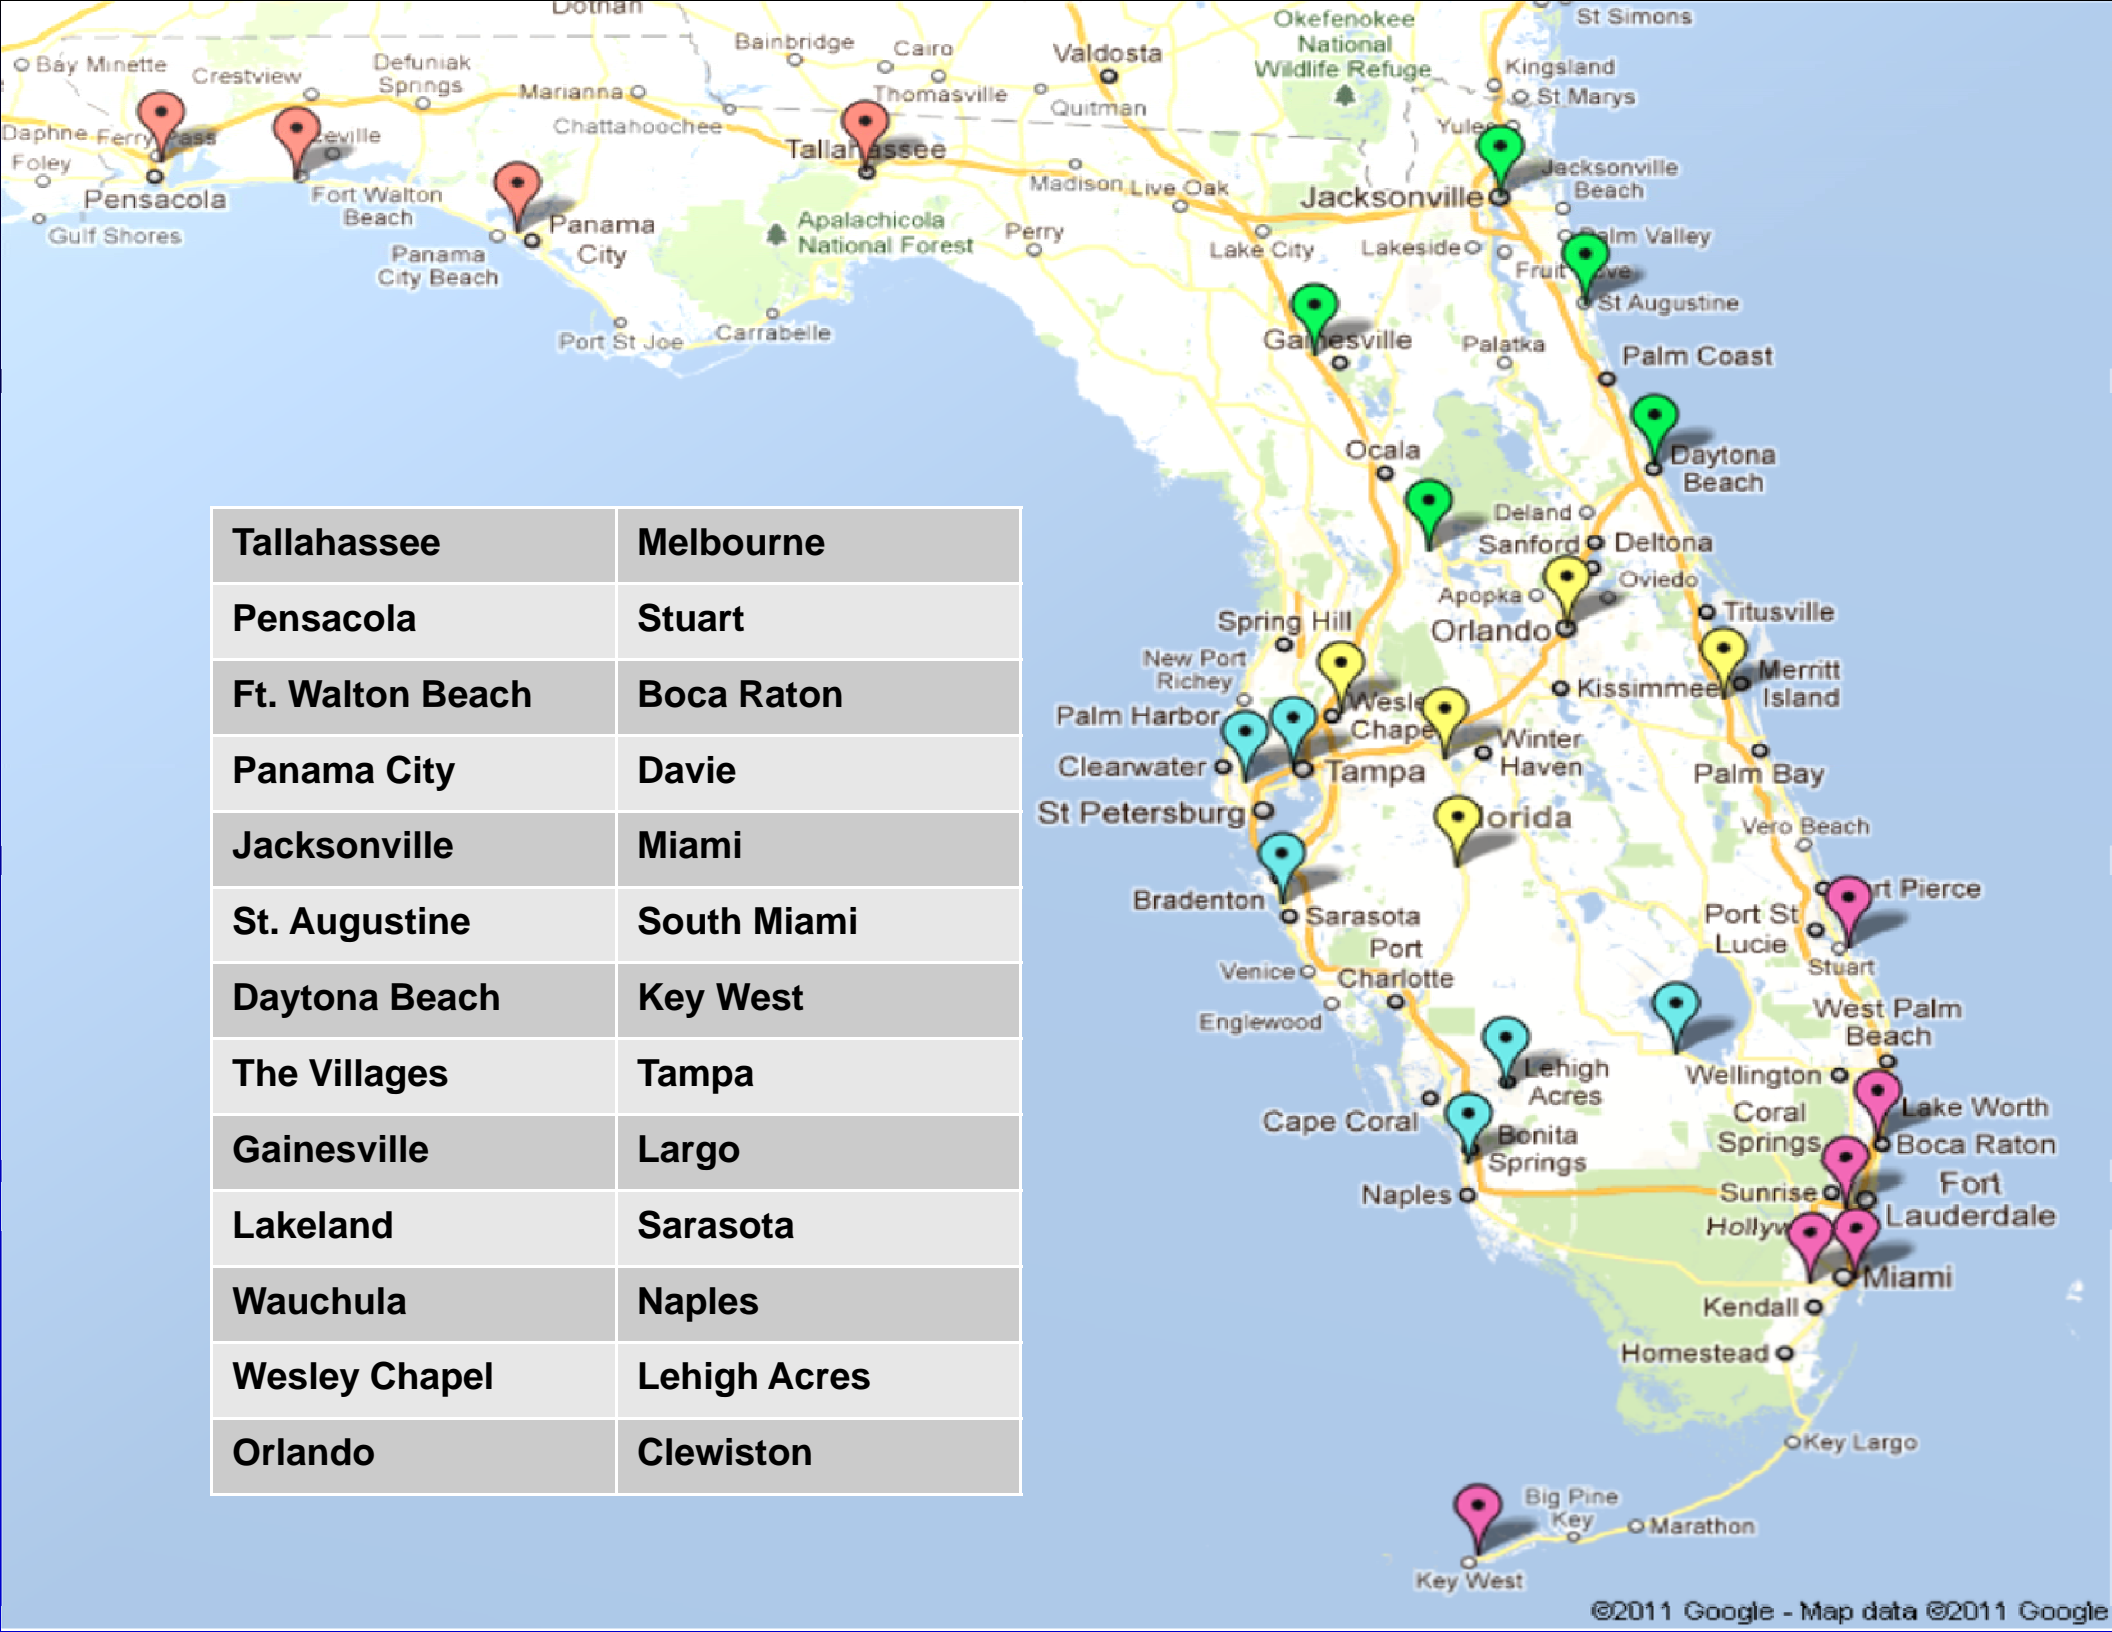 Dothan
Okefenokee
National
Wildlife Refuge
St Simons
Bay Minette
Crestview
Defuniak
Springs
Marianna
Bainbridge
Cairo
Thomasville
Valdosta
Quitman
Kingsland
St Marys
Chattahoochee
Daphne
Ferry Pass
Foley
Pensacola
Gulf Shores
Fort Walton
Beach
Panama
City Beach
Panama
City
Port St Joe
Carrabelle
Tallahassee
Apalachicola
National Forest
Madison
Live Oak
Perry
Lake City
Lakeside
Yulee
Jacksonville
Jacksonville
Beach
Palm Valley
Fruit
St Augustine
Gainesville
Palatka
Palm Coast
Ocala
Daytona
Beach
Deland
Sanford
Deltona
Oviedo
Apopka
Orlando
Titusville
Spring Hill
New Port
Richey
Palm Harbor
Clearwater
St Petersburg
Tampa
Kissimmee
Merritt
Island
Winter
Haven
Palm Bay
Vero Beach
Bradenton
Sarasota
Port
Charlotte
Venice
Englewood
Port St
Lucie
Stuart
West Palm
Beach
Lehigh
Acres
Cape Coral
Bonita
Springs
Naples
Wellington
Coral
Springs
Lake Worth
Boca Raton
Sunrise
Fort
Lauderdale
Miami
Kendall
Homestead
Key Largo
Big Pine
Key
Marathon
Key West
Tallahassee Melbourne
Pensacola Stuart
Ft. Walton Beach Boca Raton
Panama City Davie
Jacksonville Miami
St. Augustine South Miami
Daytona Beach Key West
The Villages Tampa
Gainesville Largo
Lakeland Sarasota
Wauchula Naples
Wesley Chapel Lehigh Acres
Orlando Clewiston
©2011 Google - Map data ©2011 Google